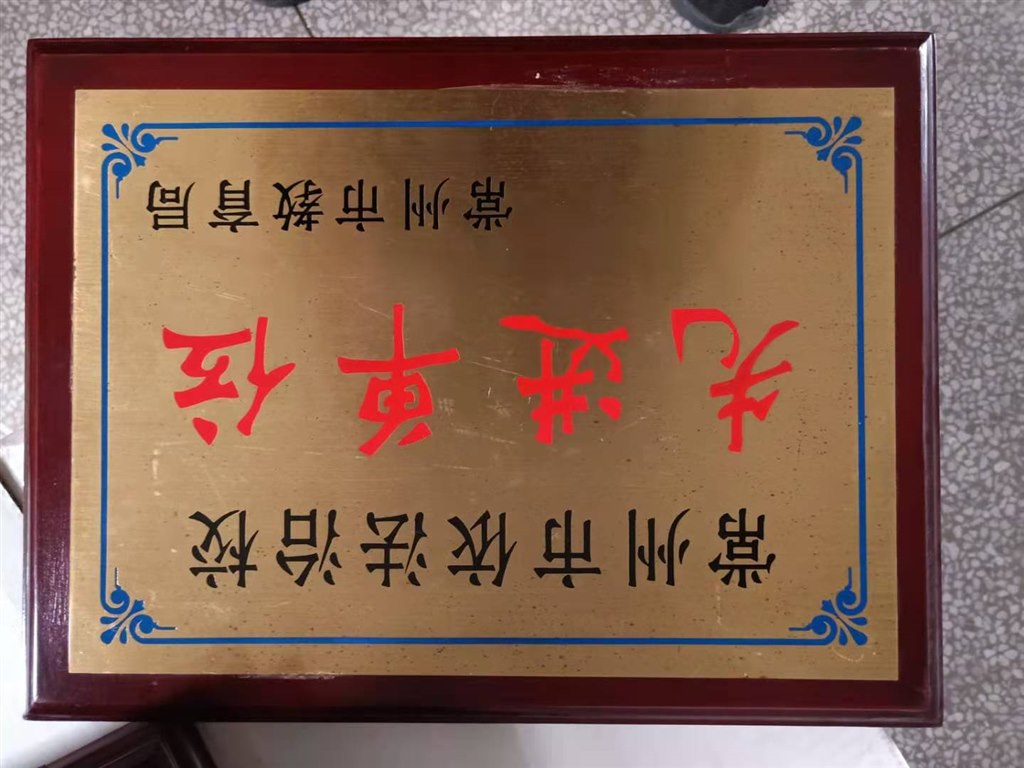 常州市依法治校
先进单位
常州市教育局